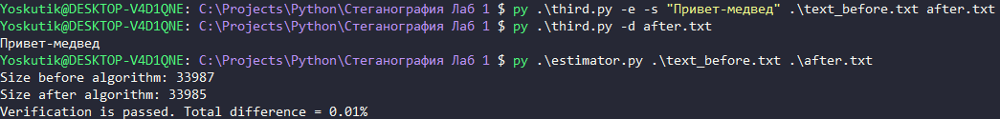 Yoskutik@DESKTOP-V4D1QNE: C:\Projects\Python\Стеганография Лаб 1 $ py .\third.py -e -s "Привет-медвед" .\text_before.txt after.txt
Yoskutik@DESKTOP-V4D1QNE: C:\Projects\Python\Стеганография Лаб 1 $ py .\third.py -d after.txt
Привет-медвед
Yoskutik@DESKTOP-V4D1QNE: C:\Projects\Python\Стеганография Лаб 1 $ py .\estimator.py .\text_before.txt .\after.txt
Size before algorithm: 33987
Size after algorithm: 33985
Verification is passed. Total difference = 0.01%